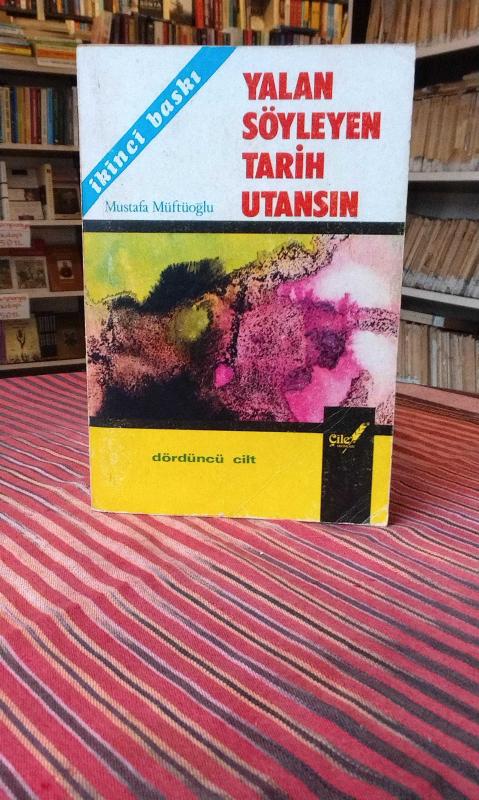 ikinci baskı
YALAN
SÖYLEYEN
TARİH
UTANSIN
Mustafa Müftüoğlu
Çile
dördüncü cilt